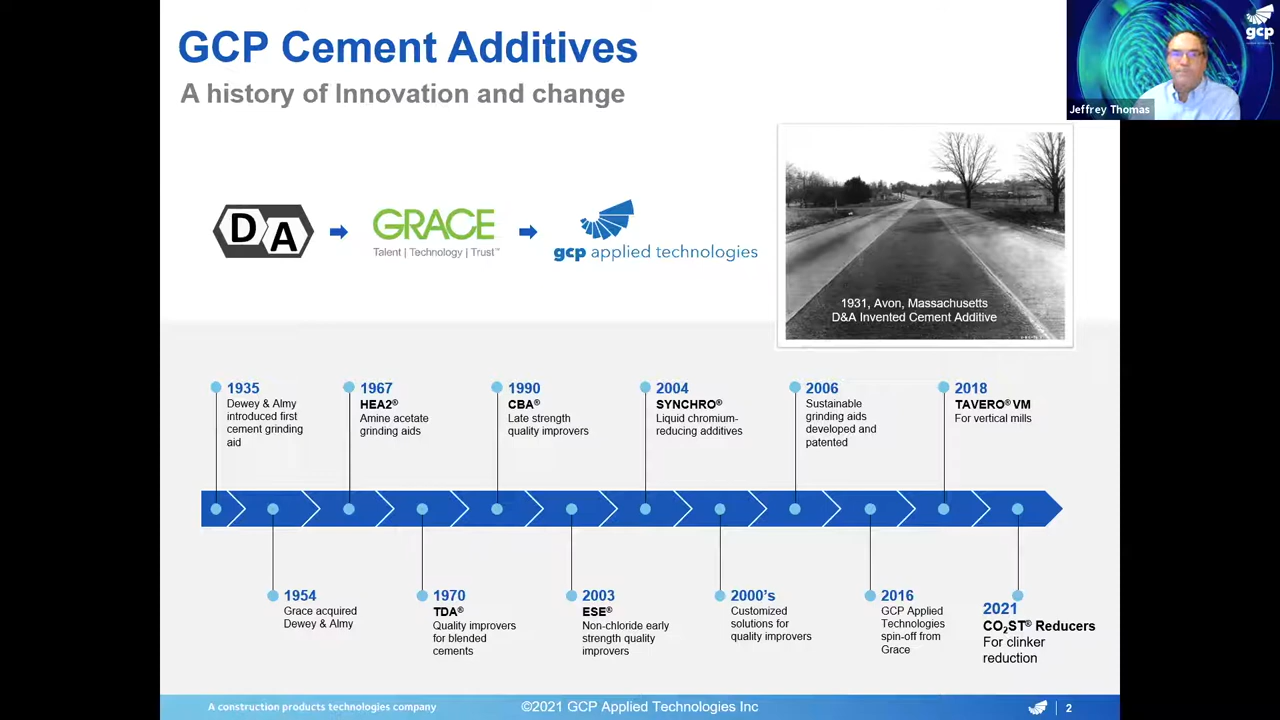 GCP Cement Additives
A history of Innovation and change
gcp
Jeffrey Thomas
DA
GRACE
Talent | Technology | Trust™
gcp applied technologies
1931, Avon, Massachusetts
D&A Invented Cement Additive
1935
Dewey & Almy
introduced first
cement grinding
aid
1967
HEA2®
Amine acetate
grinding aids
1990
CBA®
Late strength
quality improvers
2004
SYNCHRO®
Liquid chromium-
reducing additives
2006
Sustainable
grinding aids
developed and
patented
2018
TAVERO® VM
For vertical mills
1954
Grace acquired
Dewey & Almy
1970
TDA®
Quality improvers
for blended
cements
2003
ESE®
Non-chloride early
strength quality
improvers
2000's
Customized
solutions for
quality improvers
2016
GCP Applied
Technologies
spin-off from
Grace
2021
CO₂ST® Reducers
For clinker
reduction
A construction products technologies company
©2021 GCP Applied Technologies Inc
2